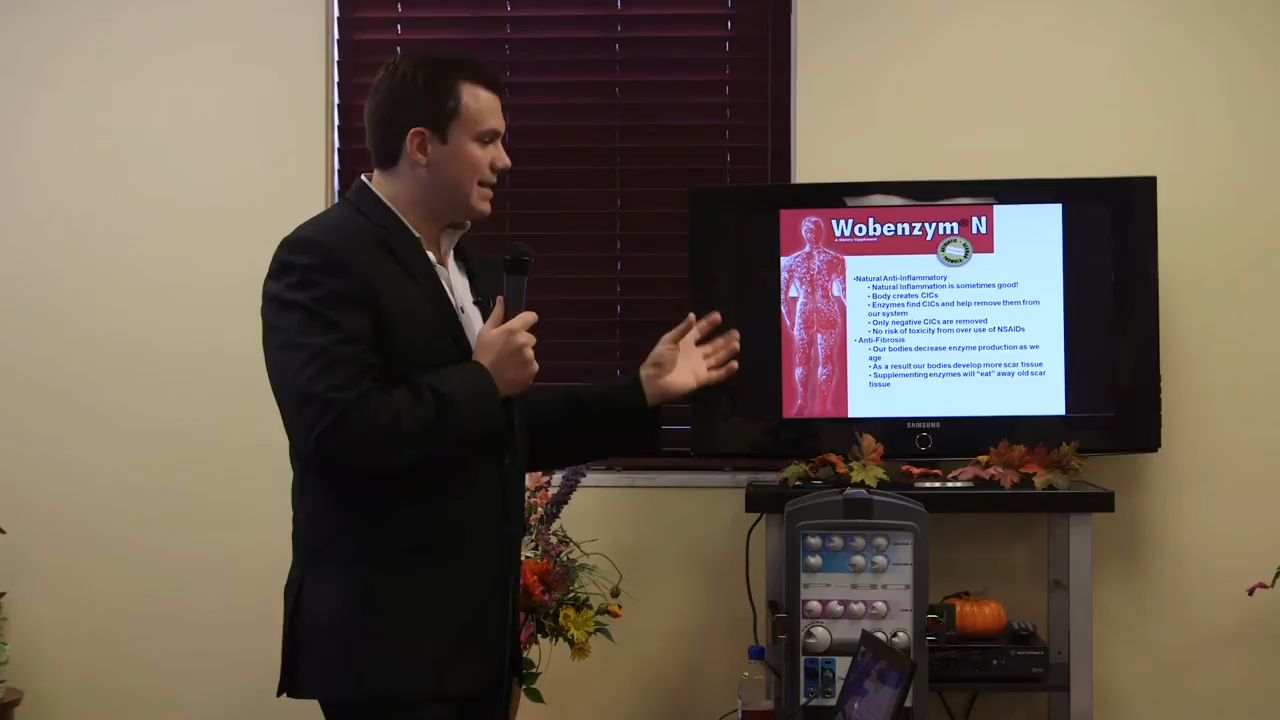 Wobenzym® N
A Dietary Supplement
•Natural Anti-Inflammatory
• Natural Inflammation is sometimes good!
• Body creates CICs
• Enzymes find CICs and help remove them from
our system
• Only negative CICs are removed
• No risk of toxicity from over use of NSAIDs
•Anti-Fibrosis
• Our bodies decrease enzyme production as we
age
• As a result our bodies develop more scar tissue
• Supplementing enzymes will "eat" away old scar
tissue
SAMSUNG
MOTOROLA